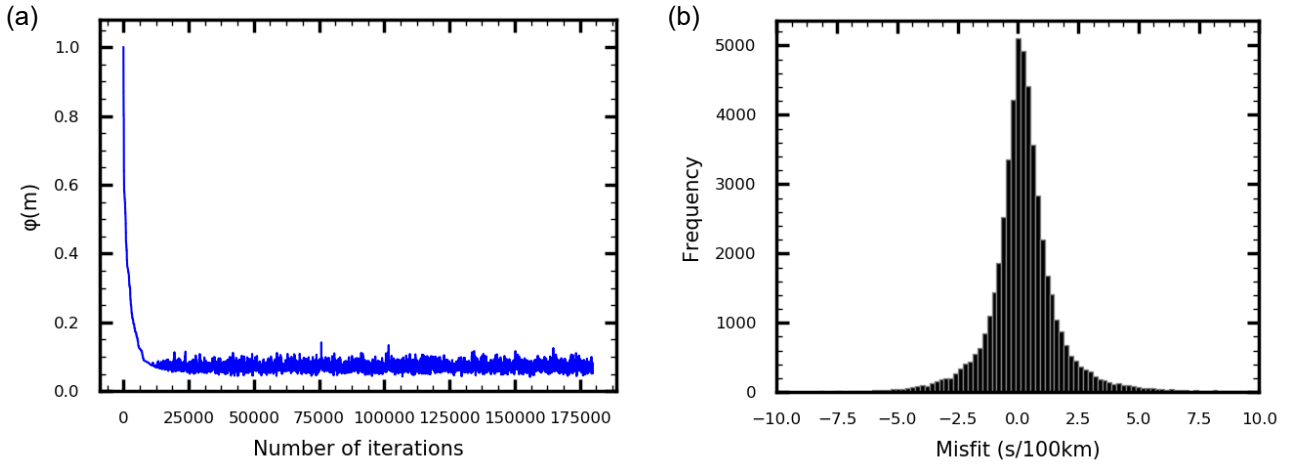 (a)
φ(m)
1.0
0.8
0.6
0.4
0.2
0.0
0 25000 50000 75000 100000 125000 150000 175000
Number of iterations
(b)
Frequency
5000
4000
3000
2000
1000
0
−10.0 −7.5 −5.0 −2.5 0.0 2.5 5.0 7.5 10.0
Misfit (s/100km)